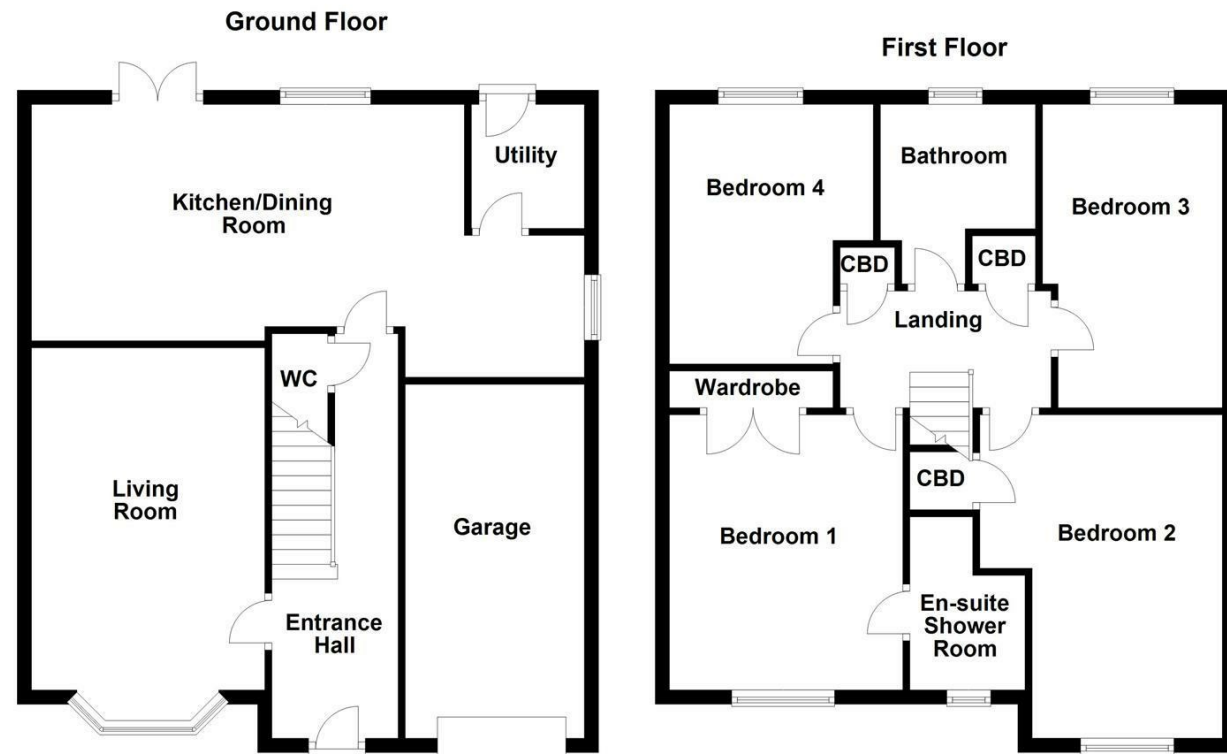 Ground Floor
Utility
Kitchen/Dining
Room
WC
Living
Room
Garage
Entrance
Hall
First Floor
Bathroom
Bedroom 4
Bedroom 3
CBD
CBD
Landing
Wardrobe
CBD
Bedroom 1
Bedroom 2
En-suite
Shower
Room